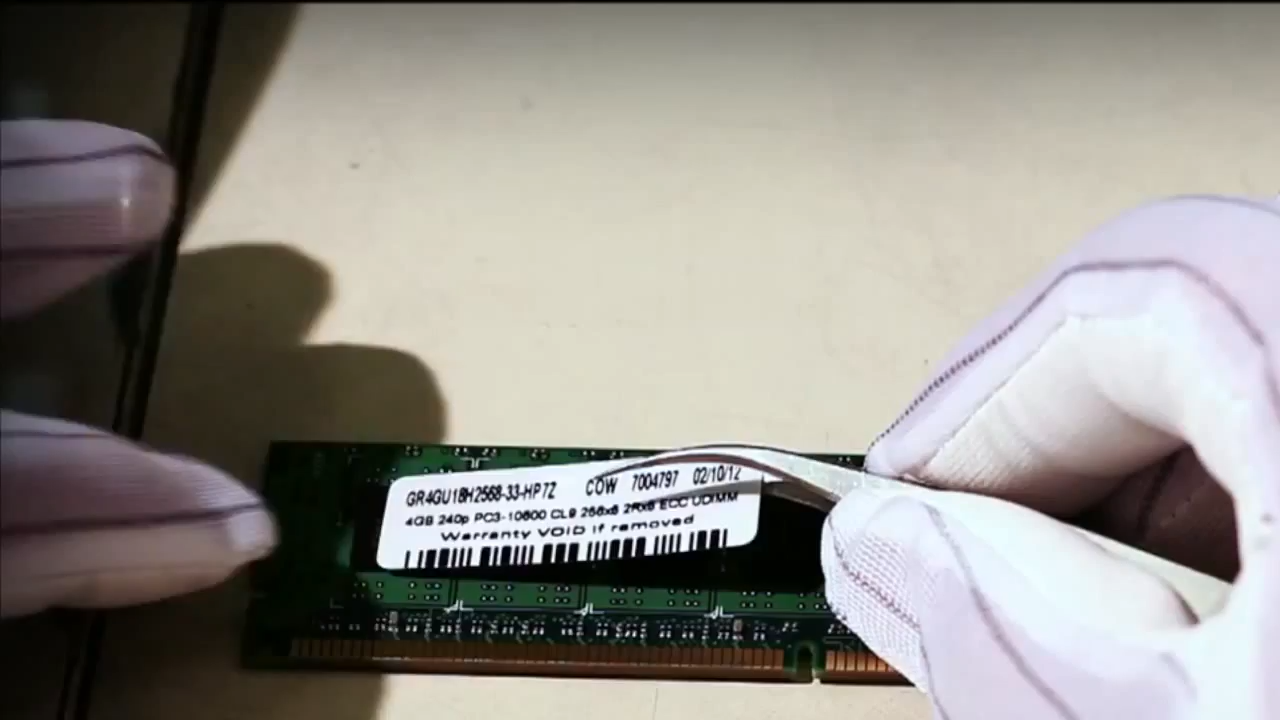 GR4GU18H2568-33-HP7Z COW 7004797 02/10/12
4GB 240p PC3-10600 CL9 256x8 2Rx8 ECC UDIMM
Warranty VOID if removed